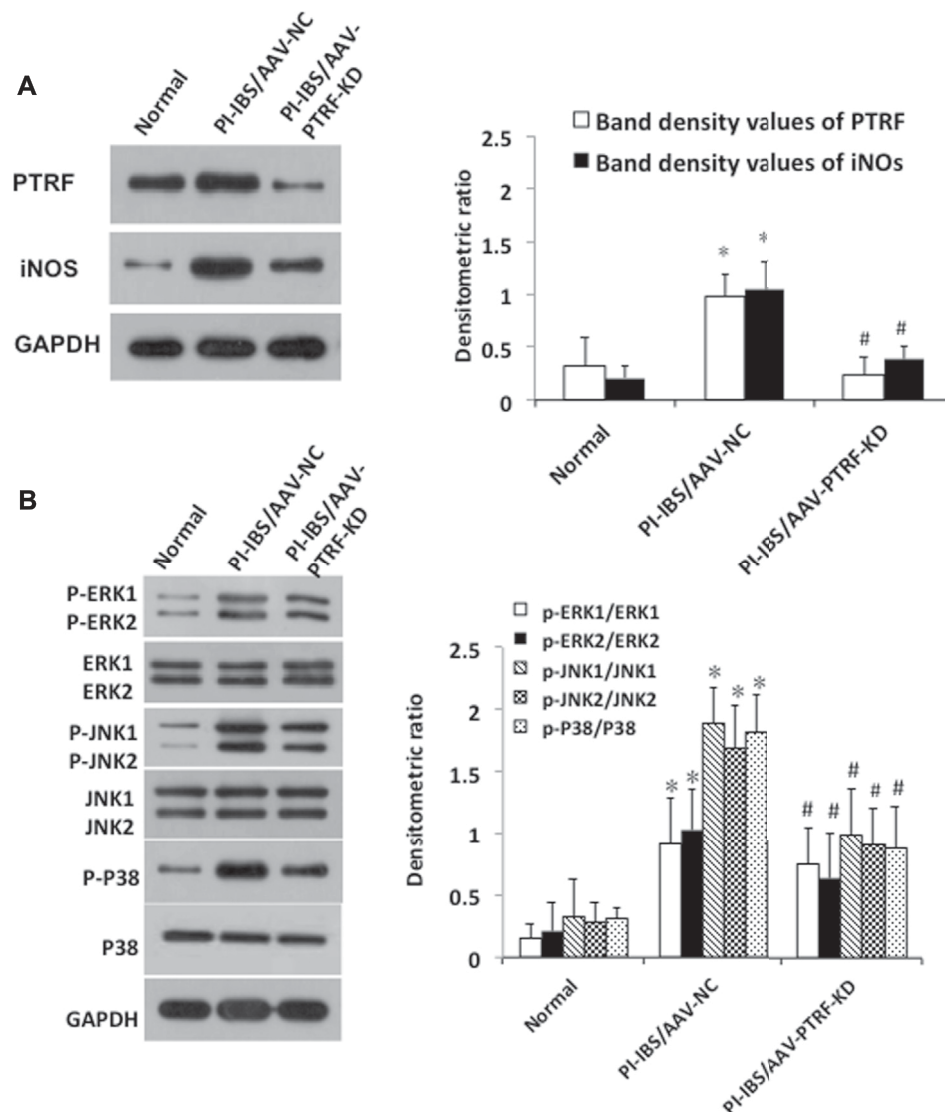 A
Normal
PI-IBS/AAV-NC
PI-IBS/AAV-
PTRF-KD
PTRF
iNOS
GAPDH
Band density values of PTRF
Band density values of iNOs
Densitometric ratio
2.5
2
1.5
1
0.5
0
*
*
#
#
Normal
PI-IBS/AAV-NC
PI-IBS/AAV-PTRF-KD
B
Normal
PI-IBS/AAV-NC
PI-IBS/AAV-
PTRF-KD
P-ERK1
P-ERK2
ERK1
ERK2
P-JNK1
P-JNK2
JNK1
JNK2
P-P38
P38
GAPDH
p-ERK1/ERK1
p-ERK2/ERK2
p-JNK1/JNK1
p-JNK2/JNK2
p-P38/P38
Densitometric ratio
2.5
2
1.5
1
0.5
0
*
*
*
*
*
#
#
#
#
#
Normal
PI-IBS/AAV-NC
PI-IBS/AAV-PTRF-KD